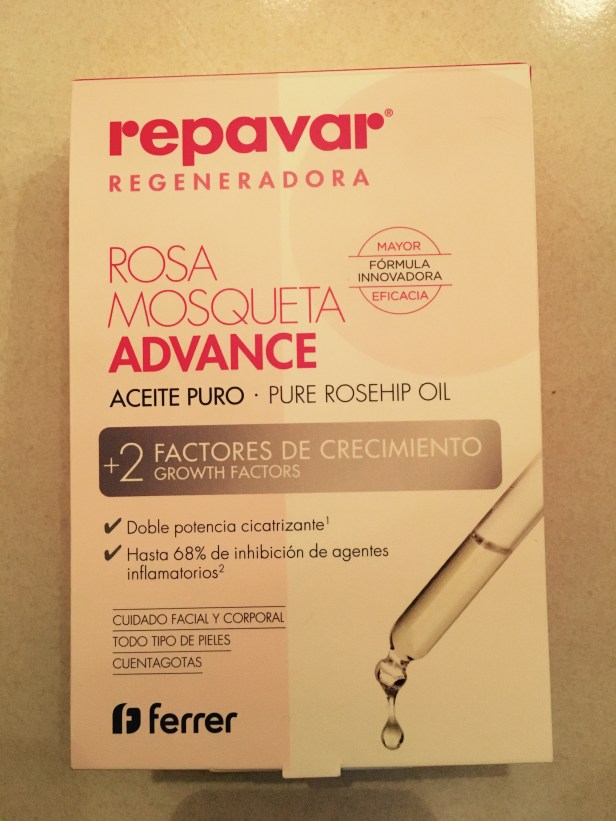 repavar®
REGENERADORA
ROSA
MOSQUETA
ADVANCE
MAYOR
FÓRMULA
INNOVADORA
EFICACIA
ACEITE PURO · PURE ROSEHIP OIL
+2 FACTORES DE CRECIMIENTO
GROWTH FACTORS
✔ Doble potencia cicatrizante¹
✔ Hasta 68% de inhibición de agentes
inflamatorios²
CUIDADO FACIAL Y CORPORAL
TODO TIPO DE PIELES
CUENTAGOTAS
ferrer